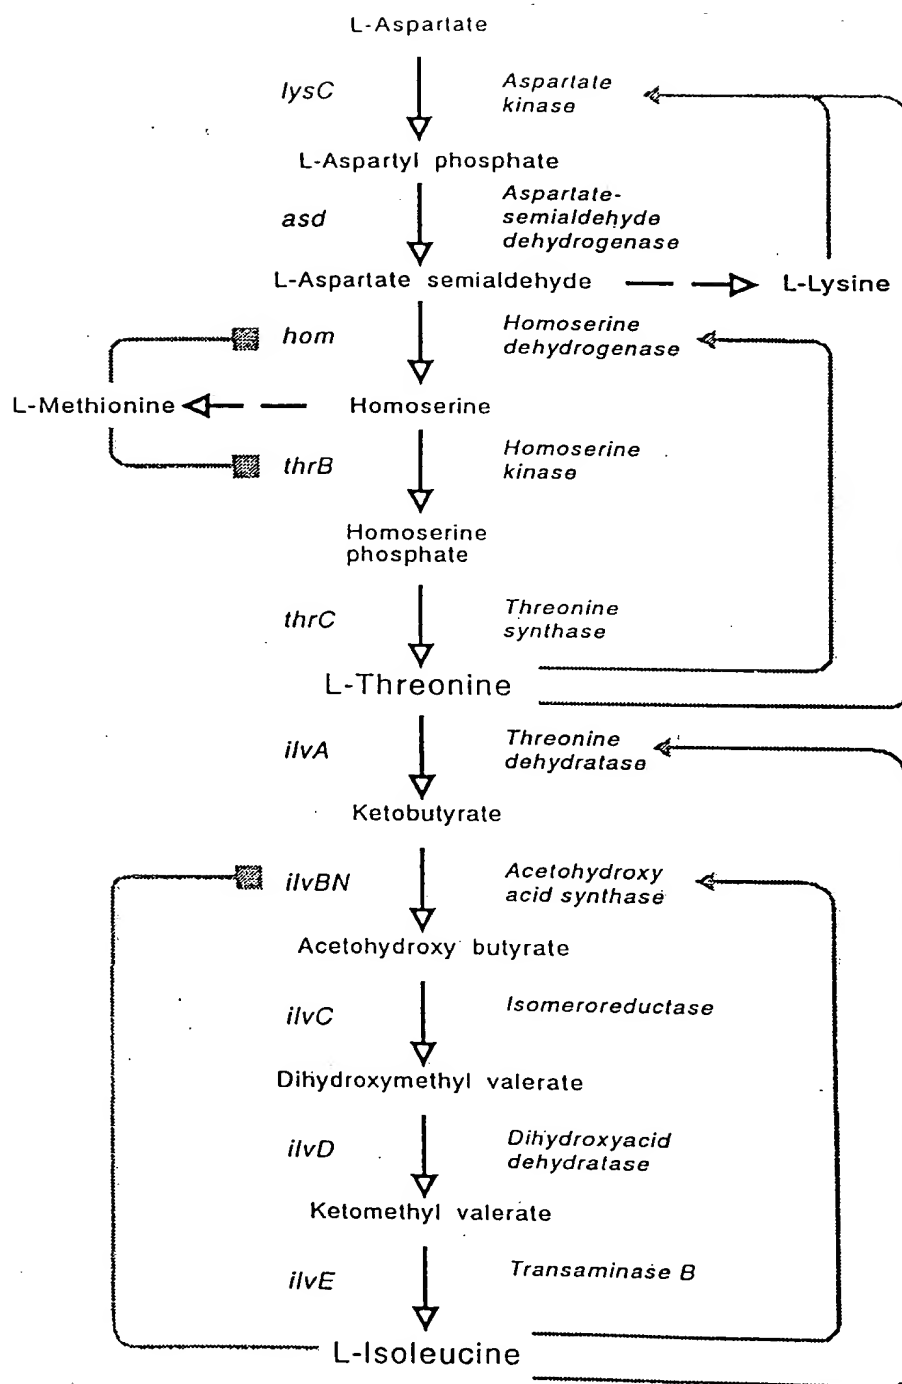 L-Aspartate
lysC
Aspartate
kinase
L-Aspartyl phosphate
asd
Aspartate-
semialdehyde
dehydrogenase
L-Aspartate semialdehyde
L-Lysine
hom
Homoserine
dehydrogenase
L-Methionine
Homoserine
thrB
Homoserine
kinase
Homoserine
phosphate
thrC
Threonine
synthase
L-Threonine
ilvA
Threonine
dehydratase
Ketobutyrate
ilvBN
Acetohydroxy
acid synthase
Acetohydroxy butyrate
ilvC
Isomeroreductase
Dihydroxymethyl valerate
ilvD
Dihydroxyacid
dehydratase
Ketomethyl valerate
ilvE
Transaminase B
L-Isoleucine